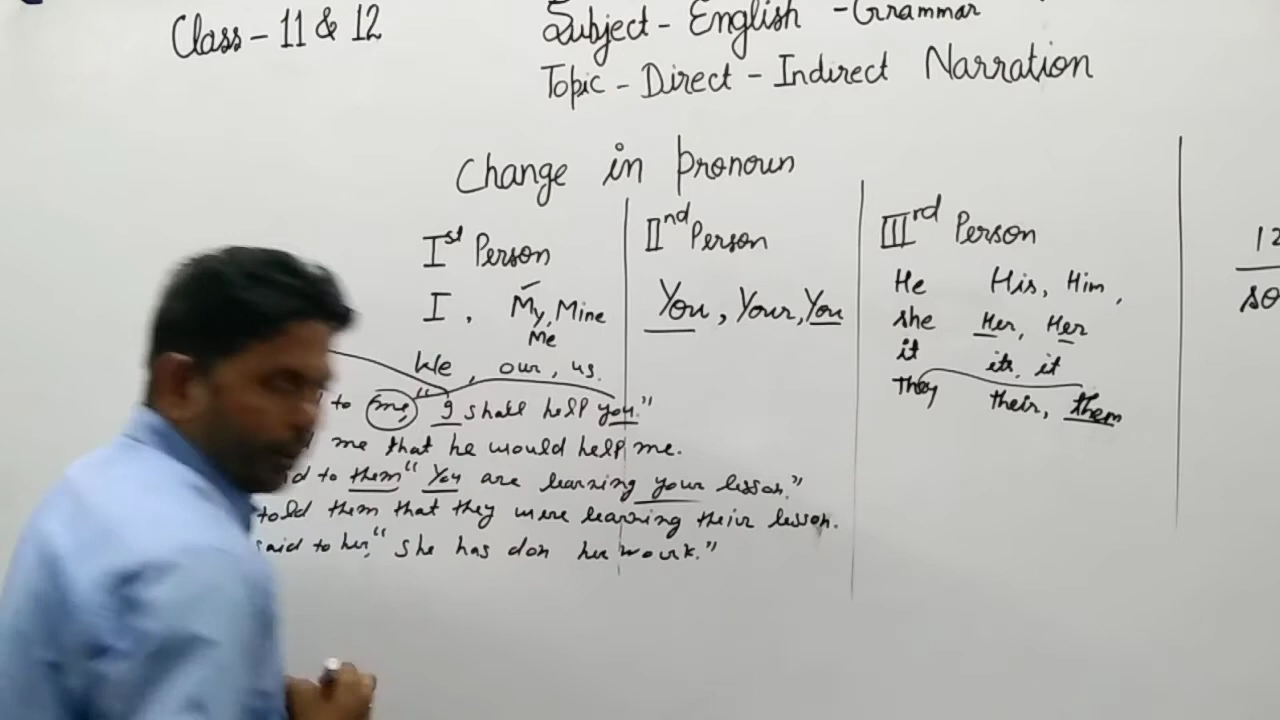 Class - 11 & 12
Subject - English - Grammar
Topic - Direct - Indirect Narration
Change in pronoun
Ist Person
I, My, Mine
Me
We, our, us.
IInd Person
You, Your, You
IIIrd Person
He His, Him,
she Her, Her
it its, it
They their, them
to me, "I shall help you."
me that he would help me.
to them "You are learning your lesson."
told them that they were learning their lesson.
said to her, "She has don her work."